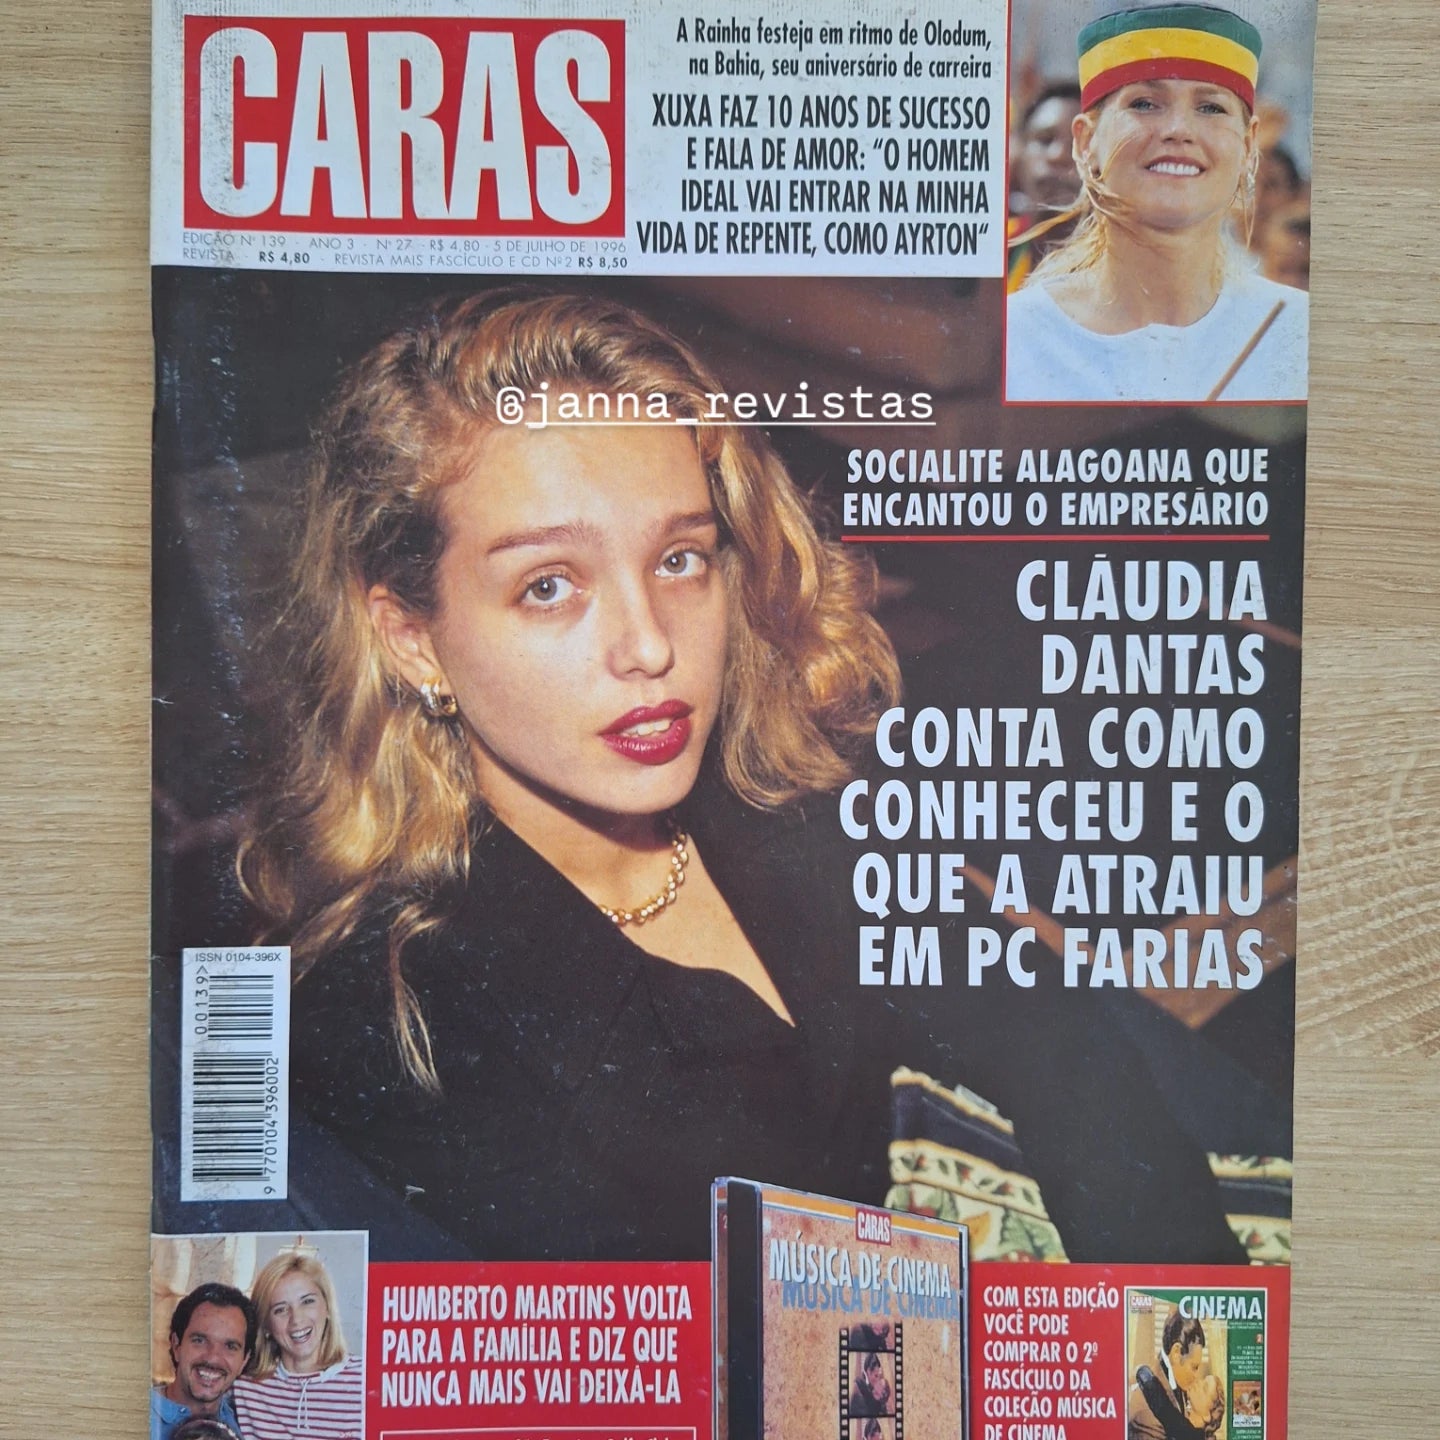 CARAS
EDIÇÃO Nº 139 - ANO 3 - Nº 27 - R$ 4,80 - 5 DE JULHO DE 1996
REVISTA - R$ 4,80 - REVISTA MAIS FASCÍCULO E CD Nº 2 R$ 8,50
A Rainha festeja em ritmo de Olodum,
na Bahia, seu aniversário de carreira
XUXA FAZ 10 ANOS DE SUCESSO
E FALA DE AMOR: “O HOMEM
IDEAL VAI ENTRAR NA MINHA
VIDA DE REPENTE, COMO AYRTON“
@janna_revistas
SOCIALITE ALAGOANA QUE
ENCANTOU O EMPRESÁRIO
CLÁUDIA
DANTAS
CONTA COMO
CONHECEU E O
QUE A ATRAIU
EM PC FARIAS
ISSN 0104-396X
00139>
9 770104 396002
HUMBERTO MARTINS VOLTA
PARA A FAMÍLIA E DIZ QUE
NUNCA MAIS VAI DEIXÁ-LA
CARAS
MÚSICA DE CINEMA
COM ESTA EDIÇÃO
VOCÊ PODE
COMPRAR O 2º
FASCÍCULO DA
COLEÇÃO MÚSICA
DE CINEMA
CARAS
CINEMA
2